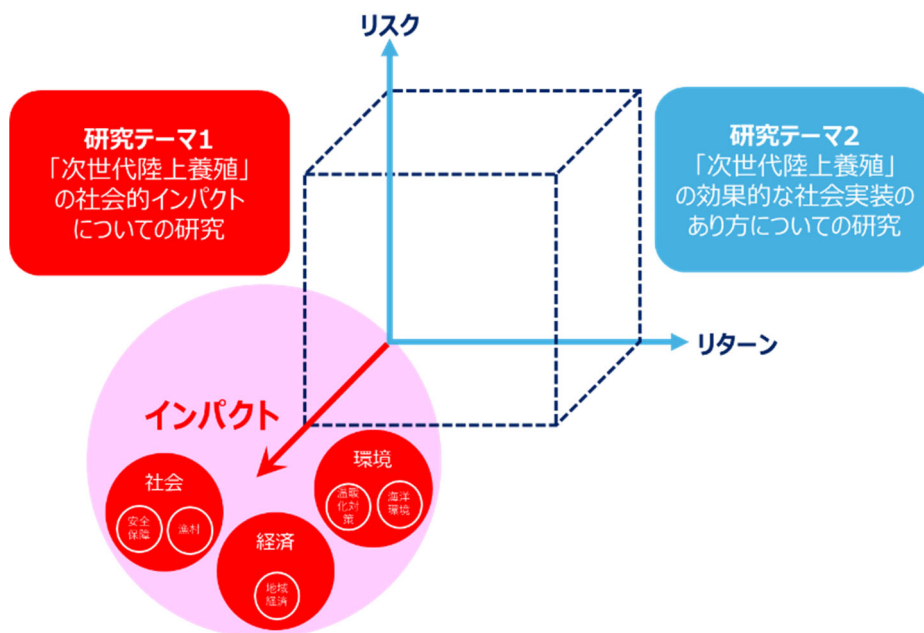 リスク
研究テーマ1
「次世代陸上養殖」
の社会的インパクト
についての研究
研究テーマ2
「次世代陸上養殖」
の効果的な社会実装の
あり方についての研究
リターン
インパクト
社会
安全
保障
漁村
経済
地域
経済
環境
温暖
化対
策
海洋
環境